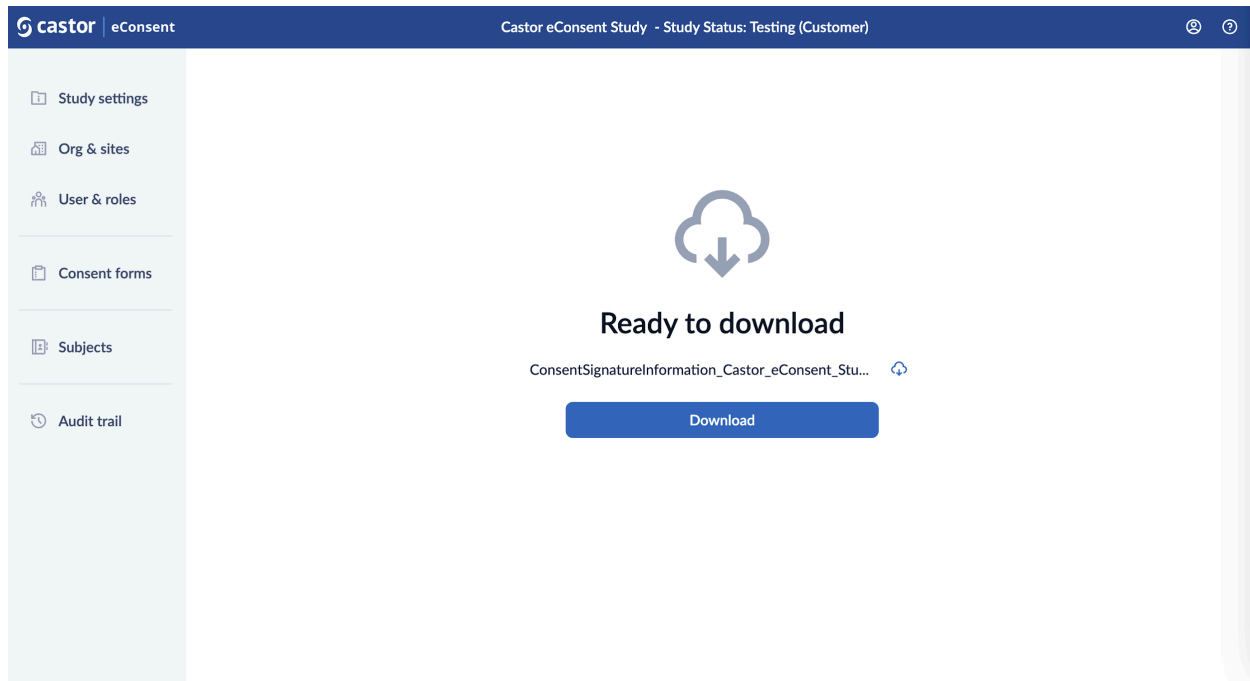 castor eConsent
Castor eConsent Study - Study Status: Testing (Customer)
Study settings
Org & sites
User & roles
Consent forms
Subjects
Audit trail
Ready to download
ConsentSignatureInformation_Castor_eConsent_Stu...
Download